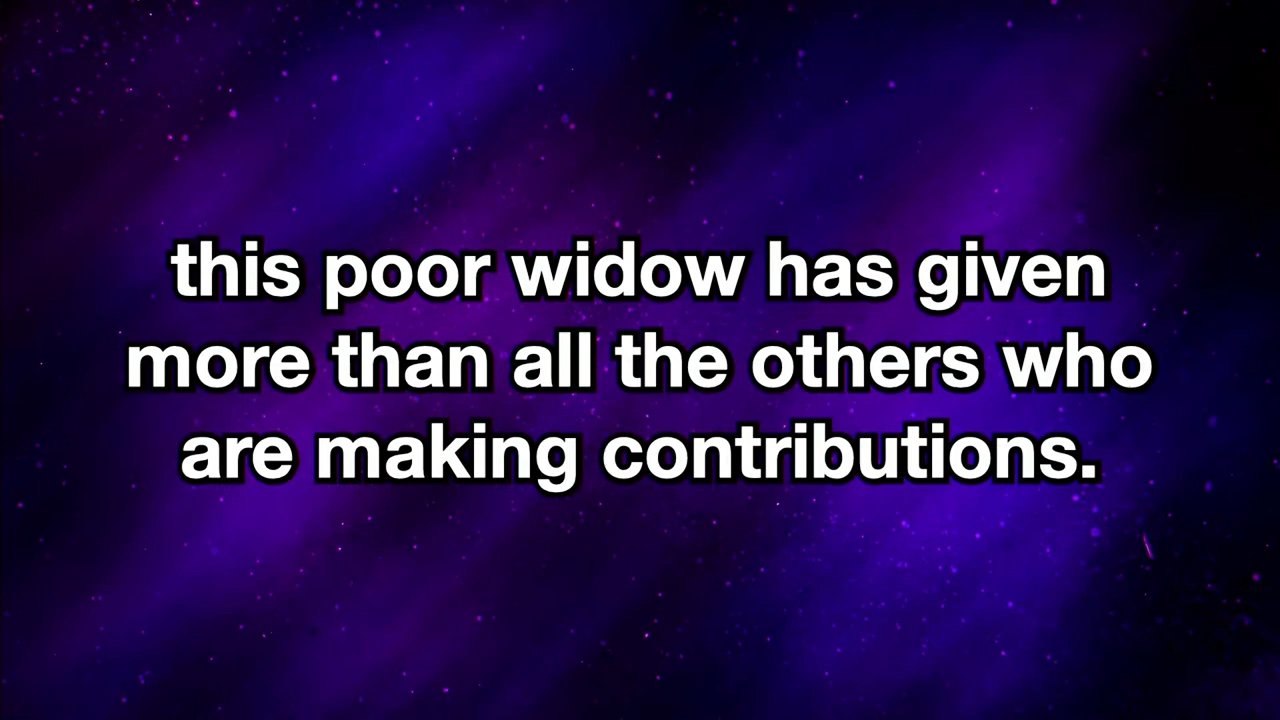 this poor widow has given
more than all the others who
are making contributions.